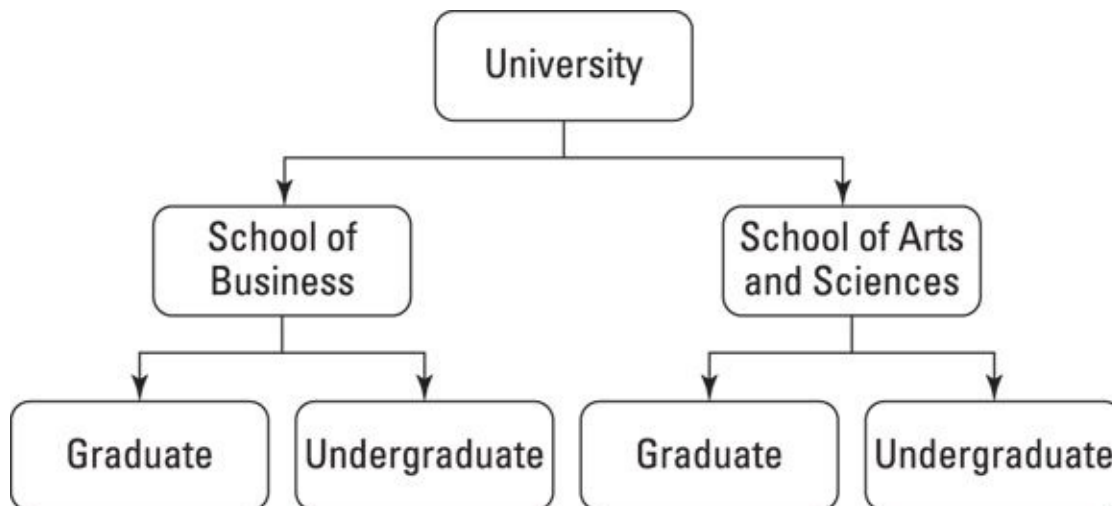 University
School of
Business
School of Arts
and Sciences
Graduate
Undergraduate
Graduate
Undergraduate